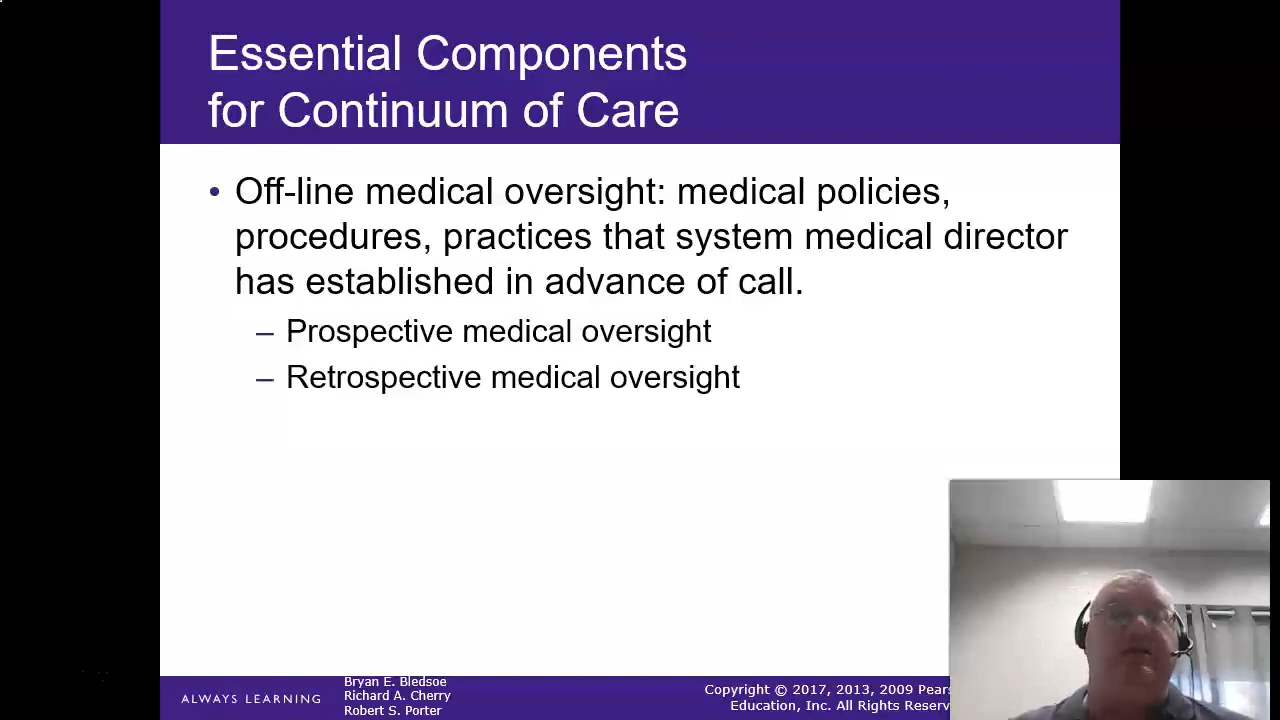 Essential Components
for Continuum of Care
• Off-line medical oversight: medical policies,
procedures, practices that system medical director
has established in advance of call.
– Prospective medical oversight
– Retrospective medical oversight
ALWAYS LEARNING
Bryan E. Bledsoe
Richard A. Cherry
Robert S. Porter
Copyright © 2017, 2013, 2009
Education, Inc. All Rights